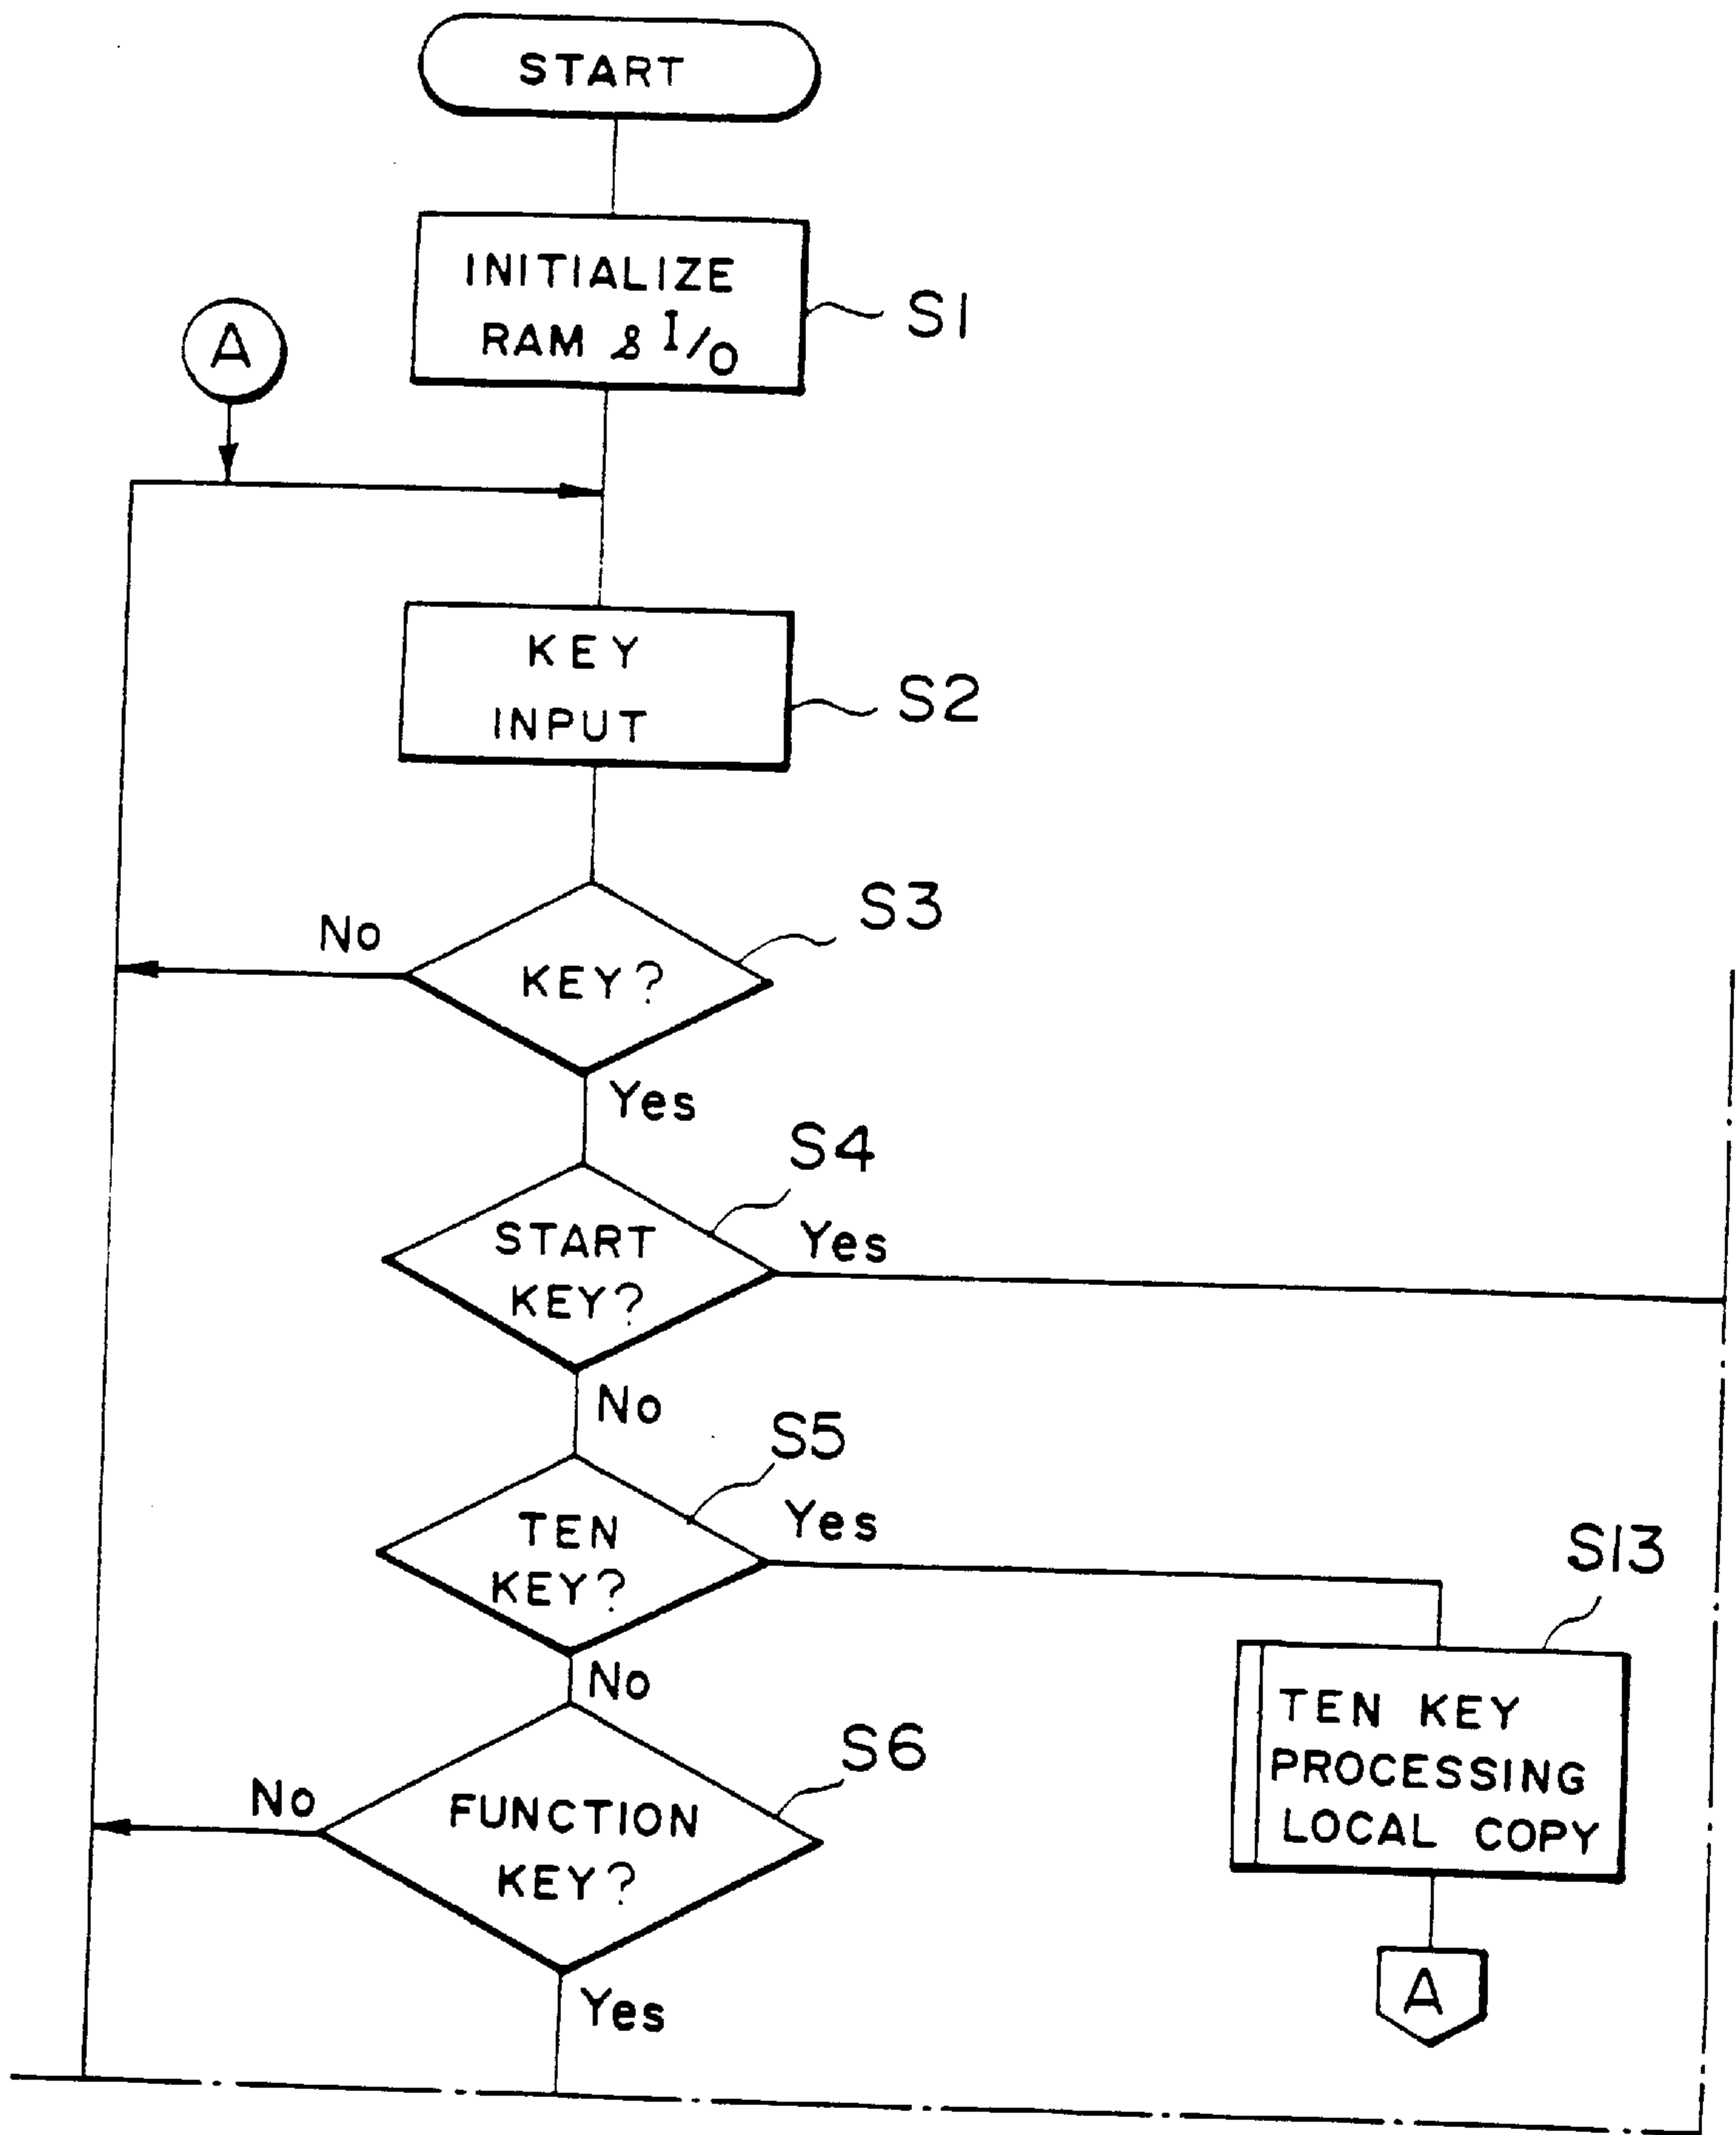 START
INITIALIZE
RAM & I/O
S1
A
KEY
INPUT
S2
S3
No
KEY?
Yes
S4
START
KEY?
Yes
No
S5
TEN
KEY?
Yes
S13
No
TEN KEY
PROCESSING
LOCAL COPY
S6
No
FUNCTION
KEY?
A
Yes